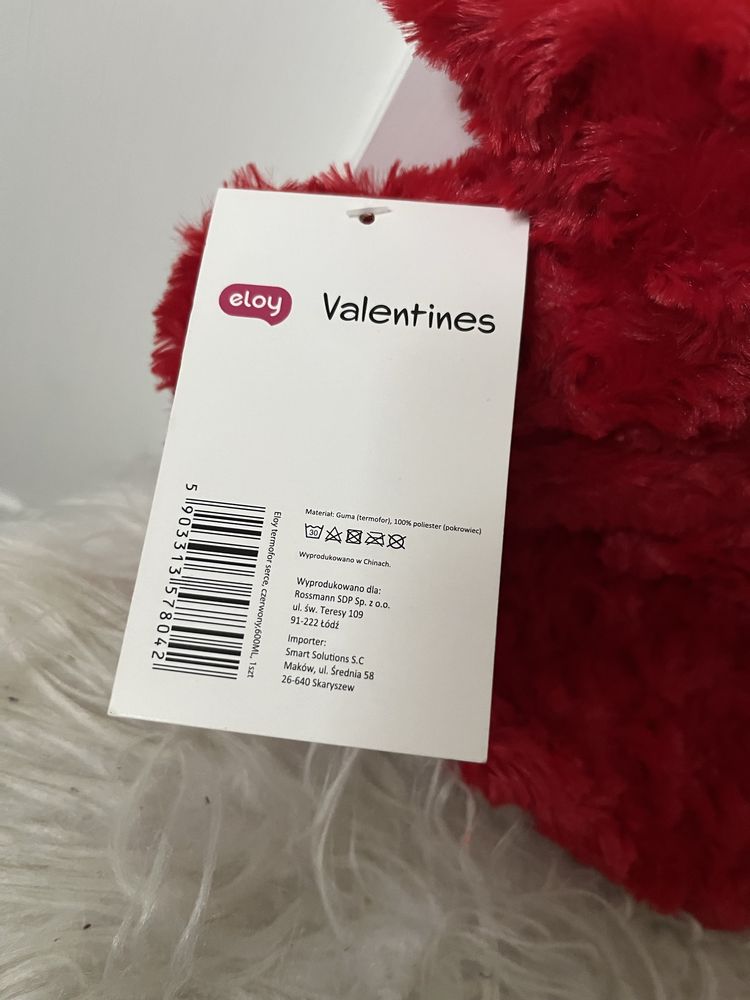 eloy
Valentines
5 903313 578042
Eloy termofor serce, czerwony,600ML, 1szt
Materiał: Guma (termofor), 100% poliester (pokrowiec)
30
Wyprodukowano w Chinach.
Wyprodukowano dla:
Rossmann SDP Sp. z o.o.
ul. św. Teresy 109
91-222 Łódź
Importer:
Smart Solutions S.C
Maków, ul. Średnia 58
26-640 Skaryszew